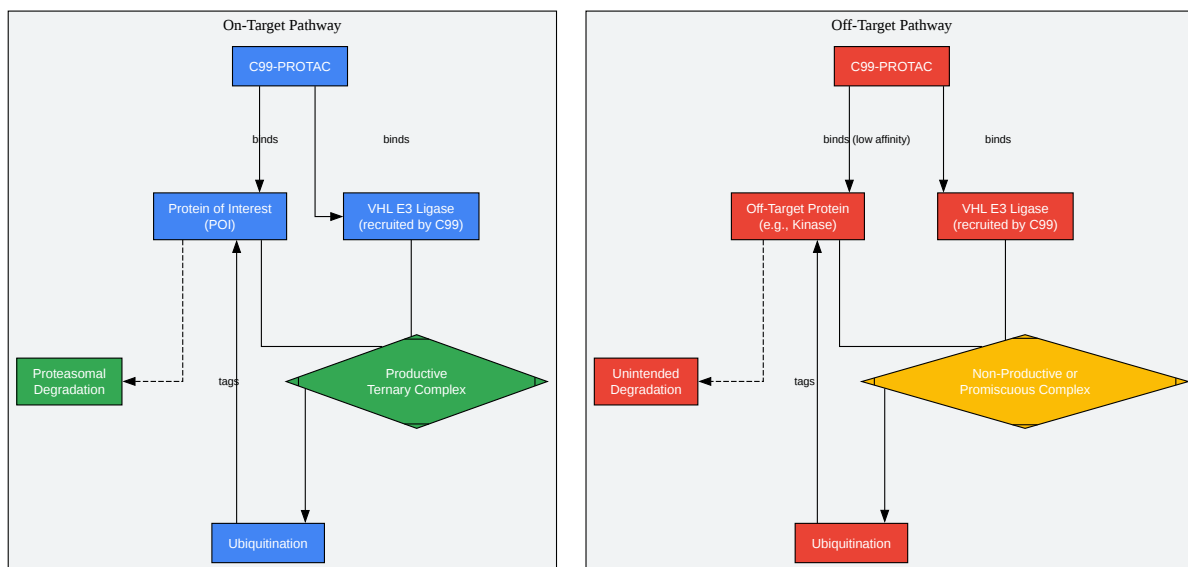 On-Target Pathway
C99-PROTAC
binds
binds
Protein of Interest
(POI)
VHL E3 Ligase
(recruited by C99)
Proteasomal
Degradation
tags
Productive
Ternary Complex
Ubiquitination
Off-Target Pathway
C99-PROTAC
binds (low affinity)
binds
Off-Target Protein
(e.g., Kinase)
VHL E3 Ligase
(recruited by C99)
Unintended
Degradation
tags
Non-Productive or
Promiscuous Complex
Ubiquitination